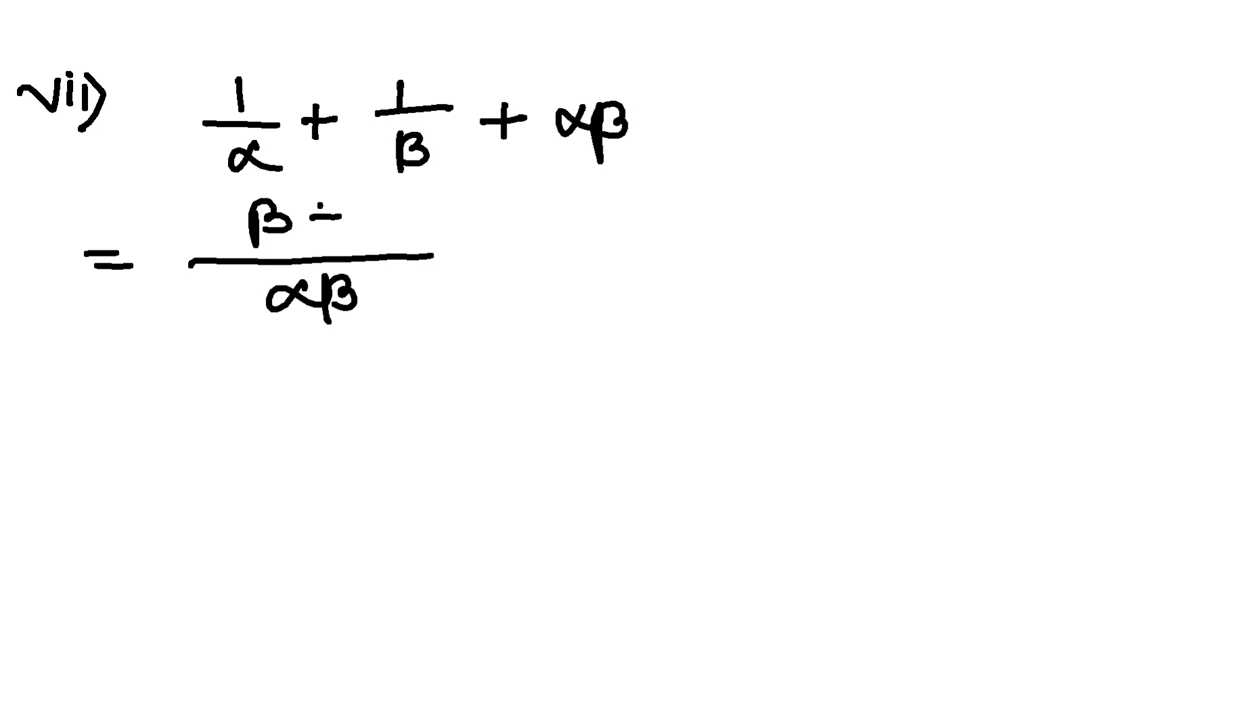 vii) 1/α + 1/β + αβ
= β ∸ / αβ